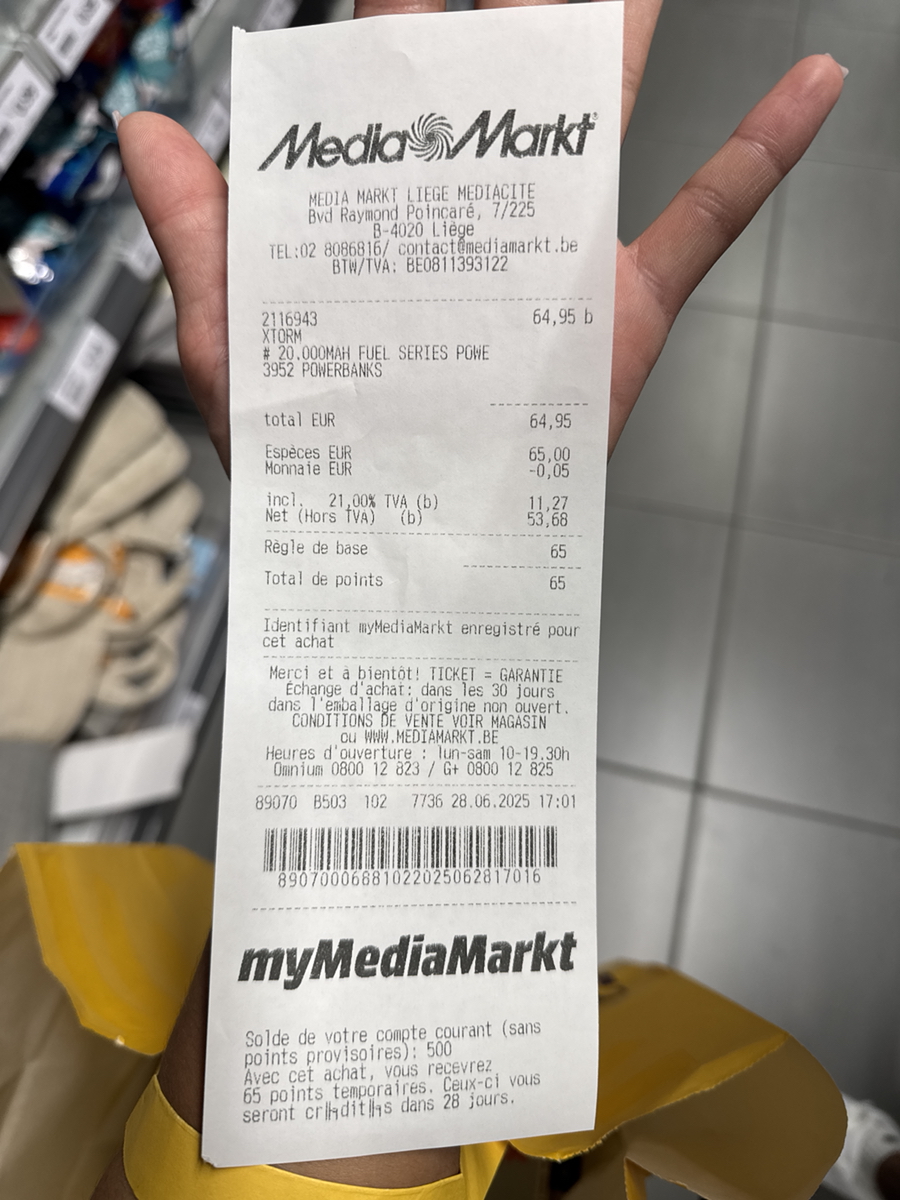 Media Markt
MEDIA MARKT LIEGE MEDIACITE
Bvd Raymond Poincaré, 7/225
B-4020 Liège
TEL:02 8086816/ contact@mediamarkt.be
BTW/TVA: BE0811393122
2116943 64,95 b
XTORM
# 20.000MAH FUEL SERIES POWE
3952 POWERBANKS
total EUR 64,95
Espèces EUR 65,00
Monnaie EUR -0,05
incl. 21,00% TVA (b) 11,27
Net (Hors TVA) (b) 53,68
Règle de base 65
Total de points 65
Identifiant myMediaMarkt enregistré pour
cet achat
Merci et à bientôt! TICKET = GARANTIE
Échange d'achat: dans les 30 jours
dans l'emballage d'origine non ouvert.
CONDITIONS DE VENTE VOIR MAGASIN
ou WWW.MEDIAMARKT.BE
Heures d'ouverture : lun-sam 10-19.30h
Omnium 0800 12 823 / G+ 0800 12 825
89070 B503 102 7736 28.06.2025 17:01
8907000668102202506281​7016
myMediaMarkt
Solde de votre compte courant (sans
points provisoires): 500
Avec cet achat, vous recevrez
65 points temporaires. Ceux-ci vous
seront dans 28 jours.